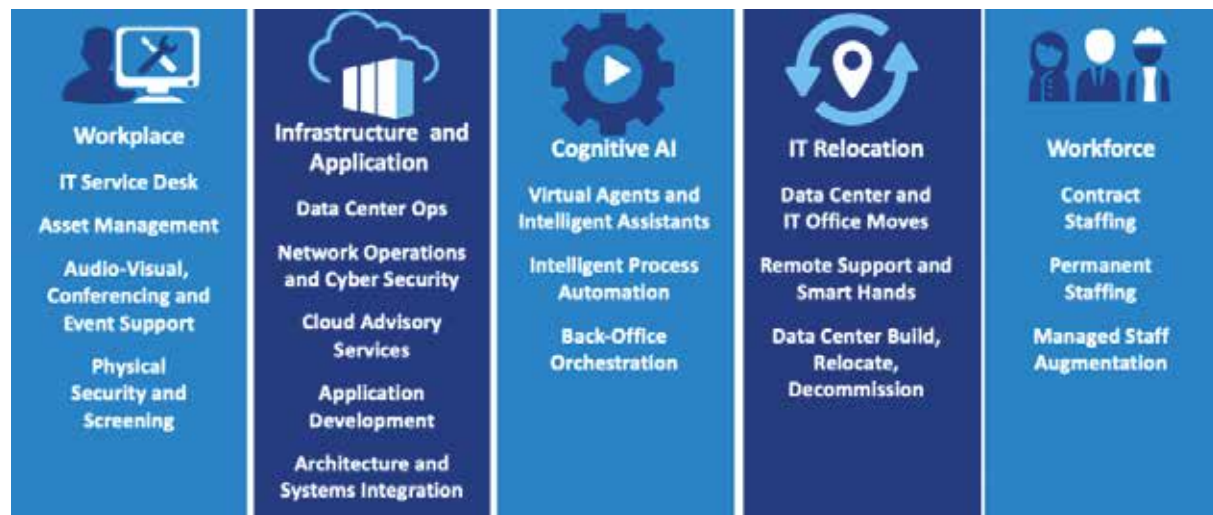 Workplace
IT Service Desk
Asset Management
Audio-Visual,
Conferencing and
Event Support
Physical
Security and
Screening
Infrastructure and
Application
Data Center Ops
Network Operations
and Cyber Security
Cloud Advisory
Services
Application
Development
Architecture and
Systems Integration
Cognitive AI
Virtual Agents and
Intelligent Assistants
Intelligent Process
Automation
Back-Office
Orchestration
IT Relocation
Data Center and
IT Office Moves
Remote Support and
Smart Hands
Data Center Build,
Relocate,
Decommission
Workforce
Contract
Staffing
Permanent
Staffing
Managed Staff
Augmentation